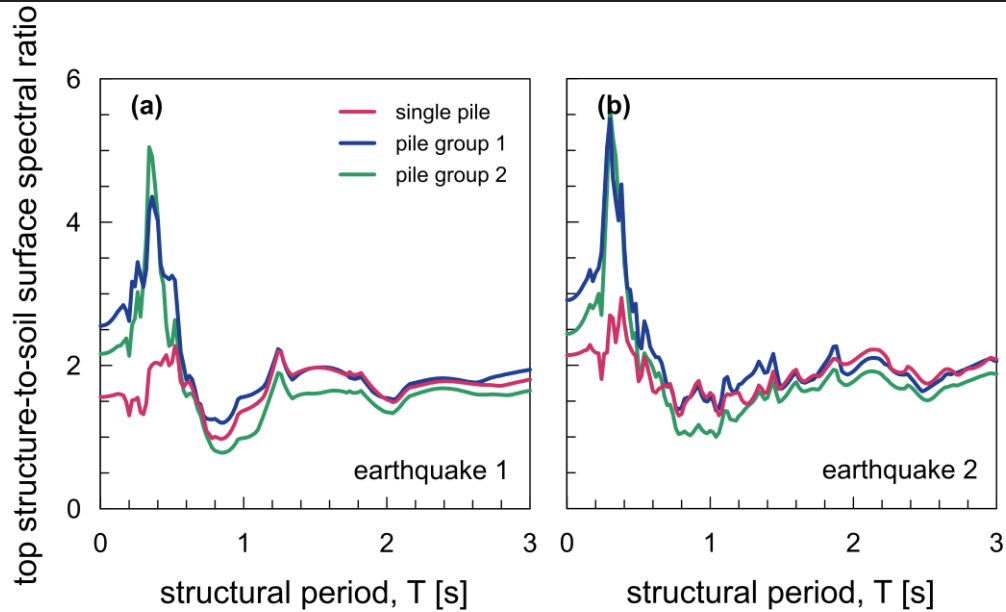 top structure-to-soil surface spectral ratio
6
4
2
0
(a)
single pile
pile group 1
pile group 2
earthquake 1
0
1
2
3
structural period, T [s]
(b)
earthquake 2
0
1
2
3
structural period, T [s]